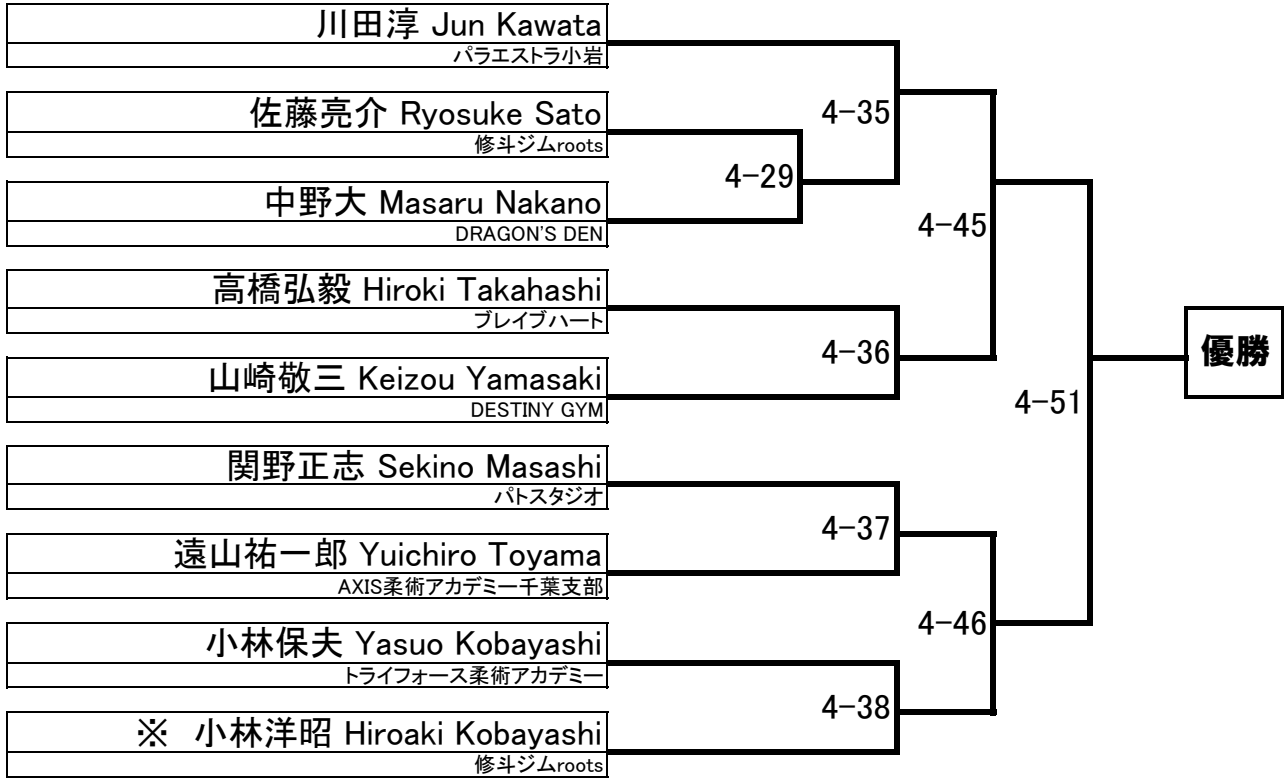 川田淳 Jun Kawata
パラエストラ小岩
佐藤亮介 Ryosuke Sato
修斗ジムroots
中野大 Masaru Nakano
DRAGON'S DEN
高橋弘毅 Hiroki Takahashi
ブレイブハート
山崎敬三 Keizou Yamasaki
DESTINY GYM
関野正志 Sekino Masashi
パトスタジオ
遠山祐一郎 Yuichiro Toyama
AXIS柔術アカデミー千葉支部
小林保夫 Yasuo Kobayashi
トライフォース柔術アカデミー
※ 小林洋昭 Hiroaki Kobayashi
修斗ジムroots
4-29
4-35
4-36
4-37
4-38
4-45
4-46
4-51
優勝